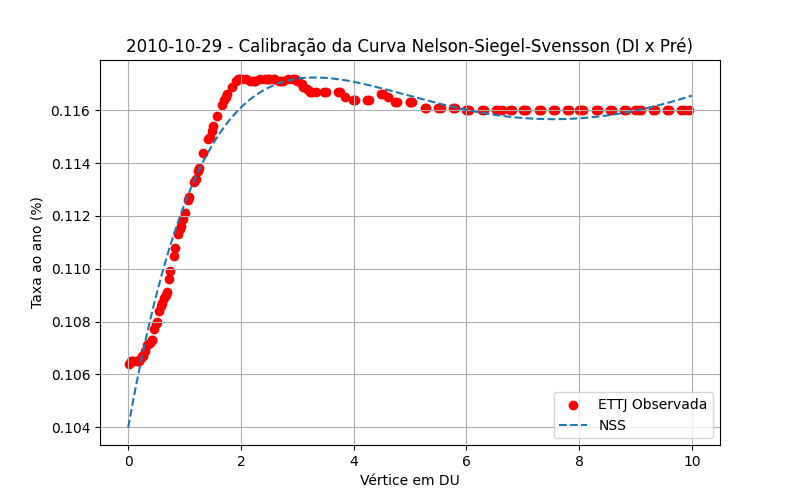 2010-10-29 - Calibração da Curva Nelson-Siegel-Svensson (DI x Pré)
Taxa ao ano (%)
0.116
0.114
0.112
0.110
0.108
0.106
0.104
ETTJ Observada
NSS
0
2
4
6
8
10
Vértice em DU